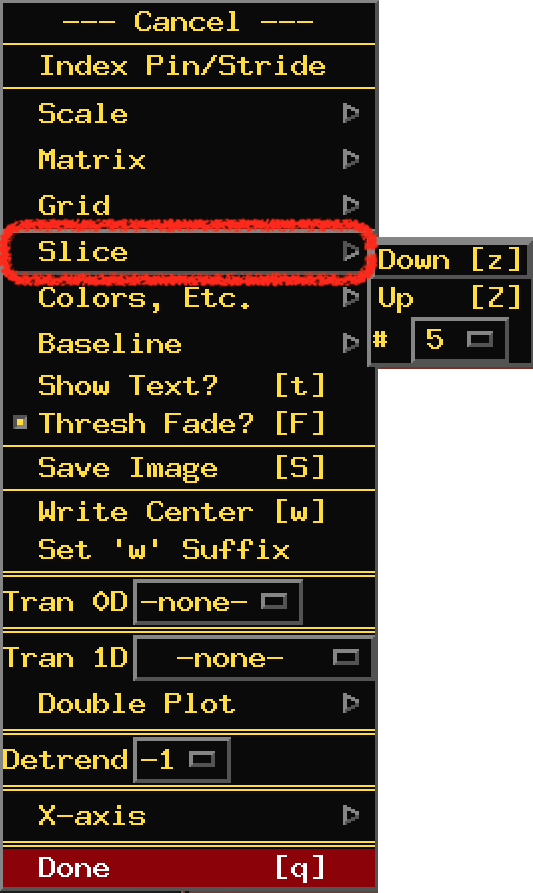 --- Cancel ---
Index Pin/Stride
Scale
Matrix
Grid
Slice
Down [z]
Up [Z]
# 5
Colors, Etc.
Baseline
Show Text? [t]
Thresh Fade? [F]
Save Image [S]
Write Center [w]
Set 'w' Suffix
Tran 0D -none-
Tran 1D -none-
Double Plot
Detrend -1
X-axis
Done [q]